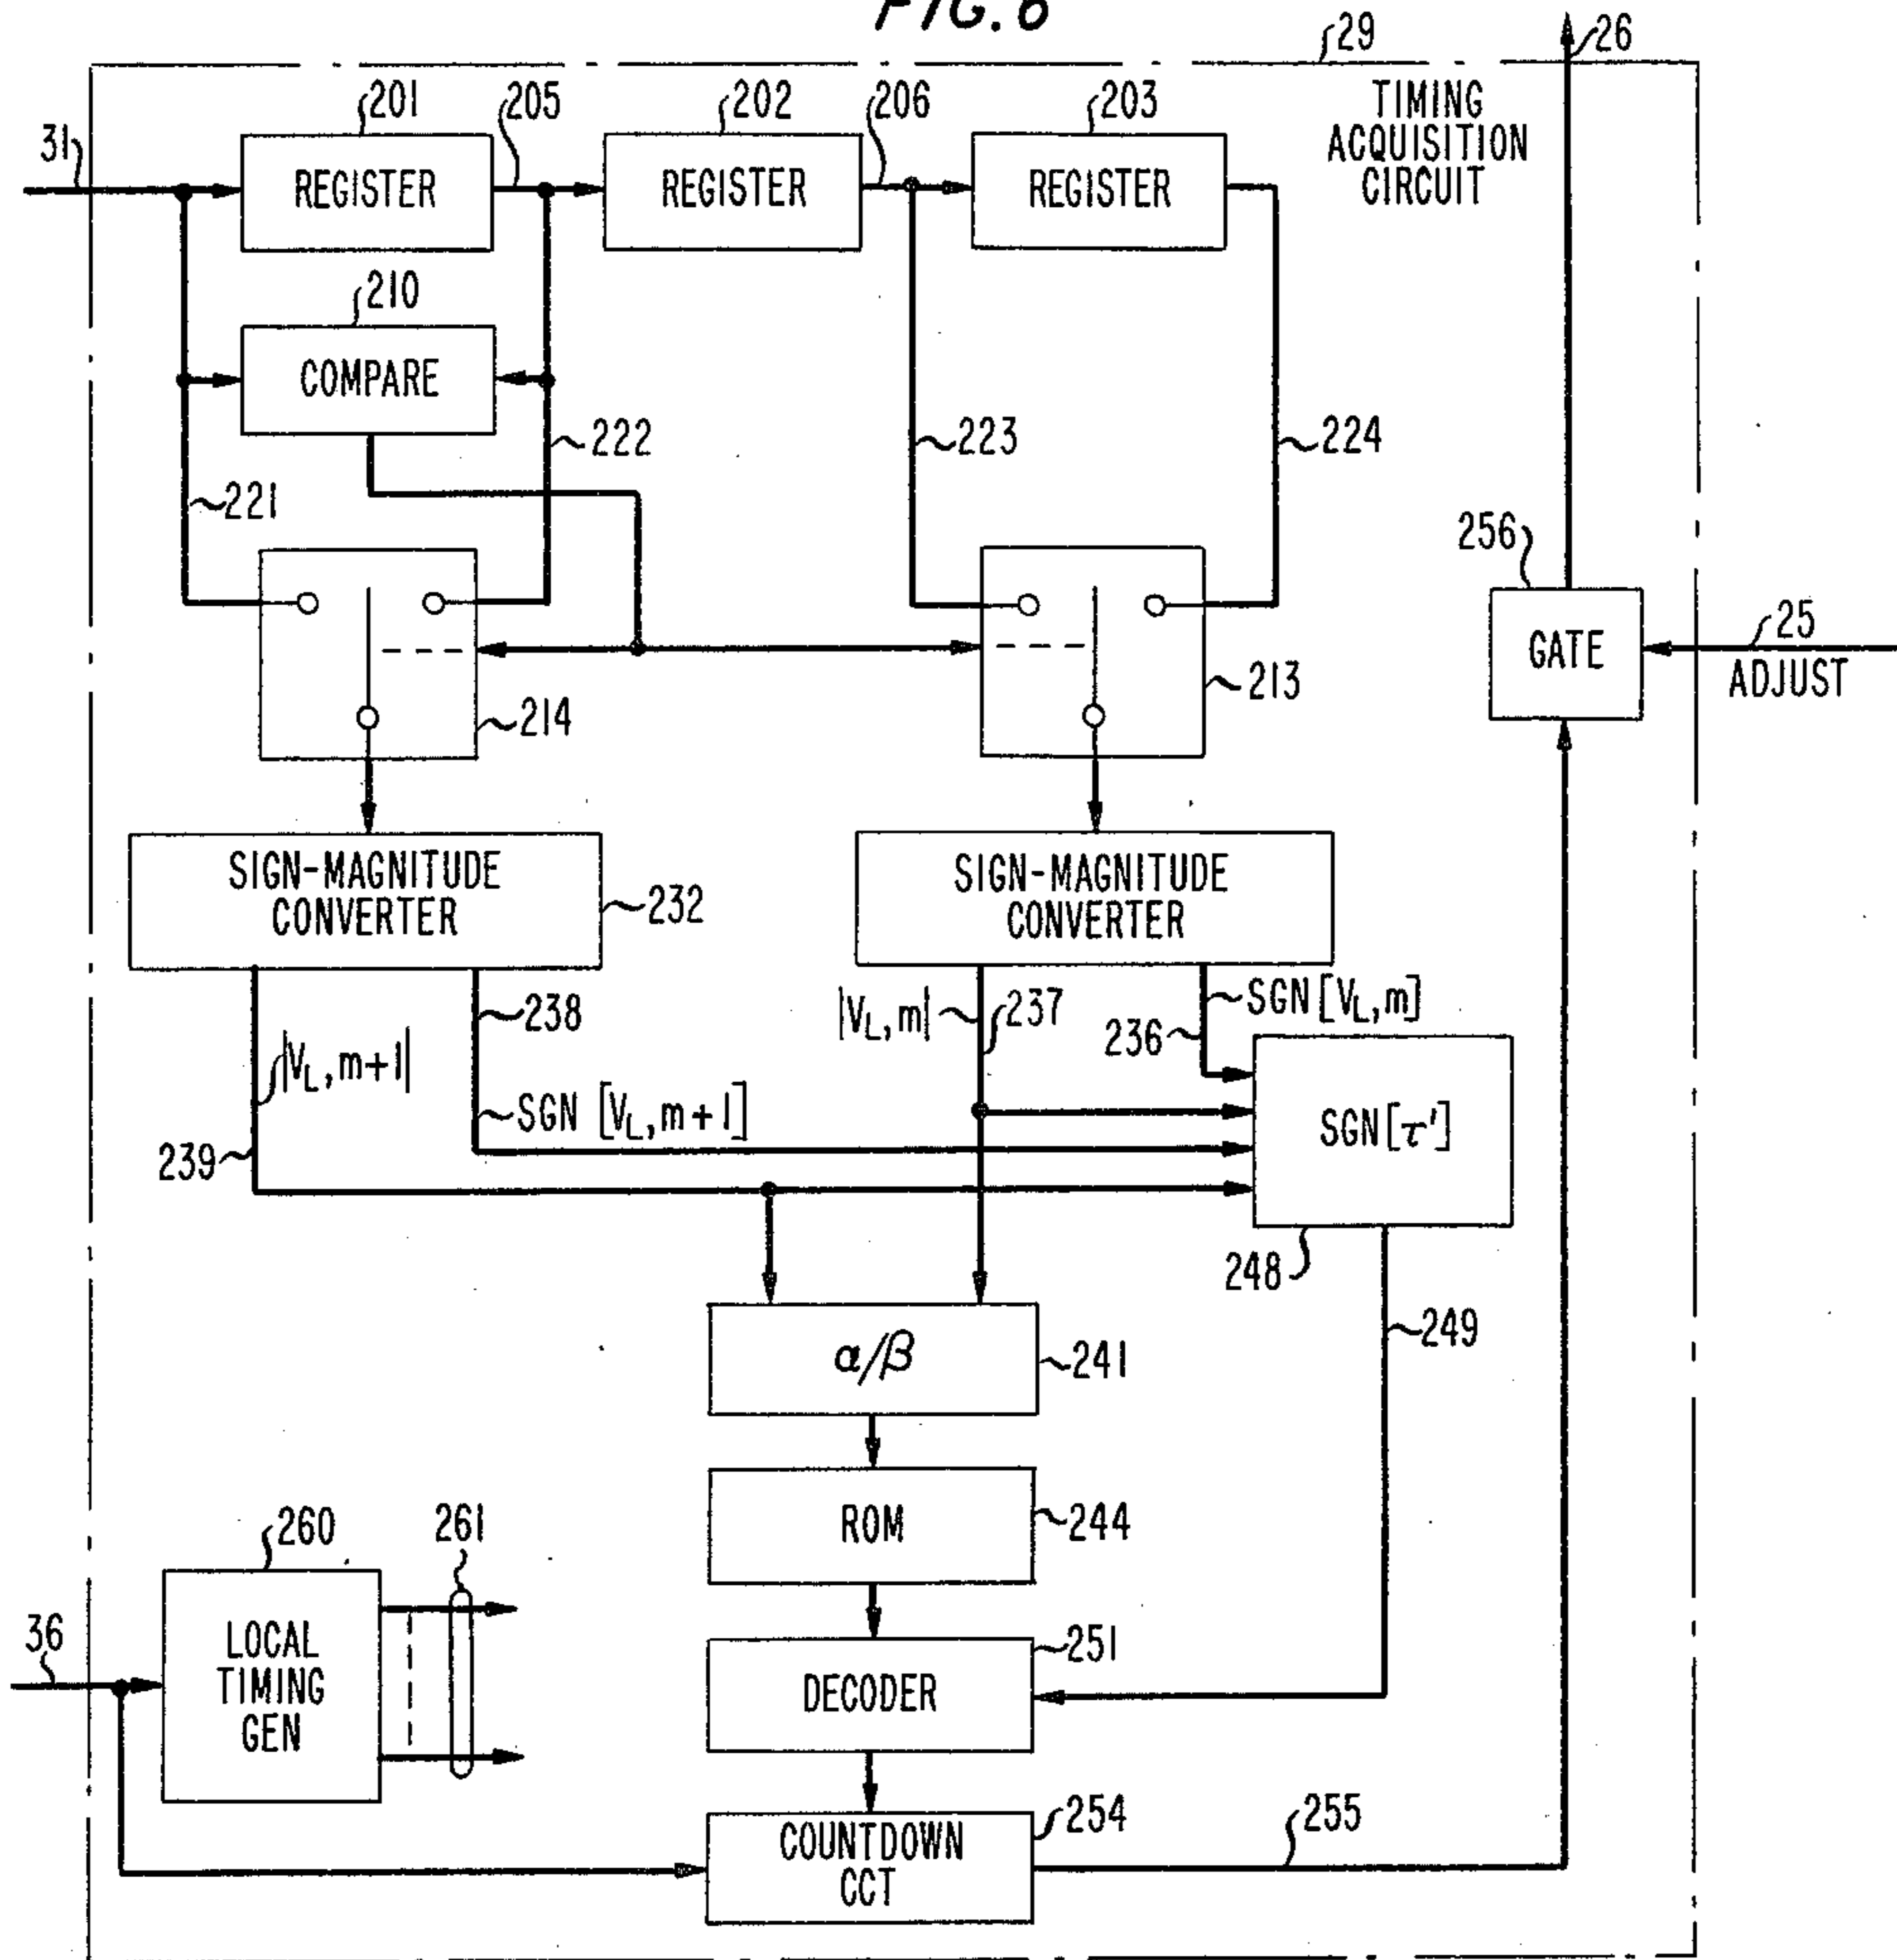 FIG. 6
29
26
31
201
205
202
206
203
TIMING
ACQUISITION
CIRCUIT
REGISTER
REGISTER
REGISTER
210
COMPARE
222
223
224
221
256
GATE
25
ADJUST
214
213
SIGN-MAGNITUDE
CONVERTER
232
SIGN-MAGNITUDE
CONVERTER
|VL,m+1|
238
|VL,m|
237
SGN[VL,m]
236
SGN [VL,m+1]
239
SGN[τ']
248
249
α/β
241
ROM
244
260
261
36
LOCAL
TIMING
GEN
DECODER
251
COUNTDOWN
CCT
254
255